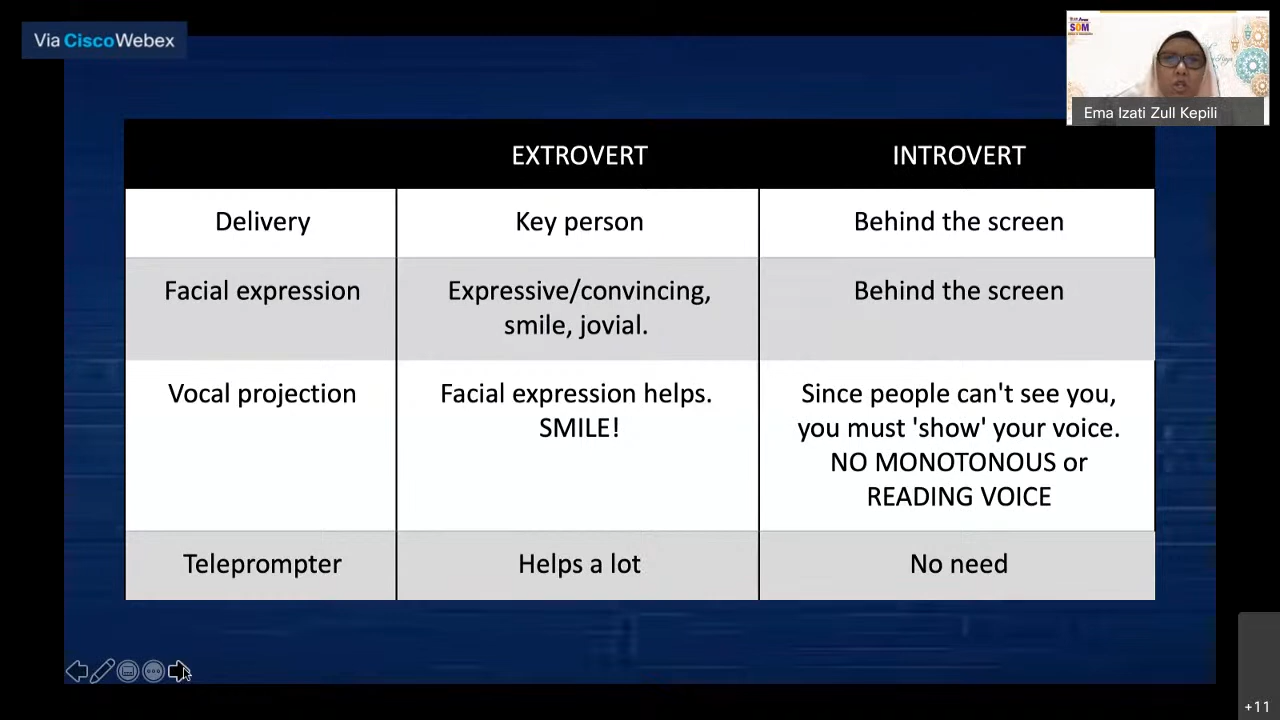 Via CiscoWebex
Ema Izati Zull Kepili
EXTROVERT INTROVERT
Delivery Key person Behind the screen
Facial expression Expressive/convincing, Behind the screen
smile, jovial.
Vocal projection Facial expression helps. Since people can't see you,
SMILE! you must 'show' your voice.
NO MONOTONOUS or
READING VOICE
Teleprompter Helps a lot No need
+11